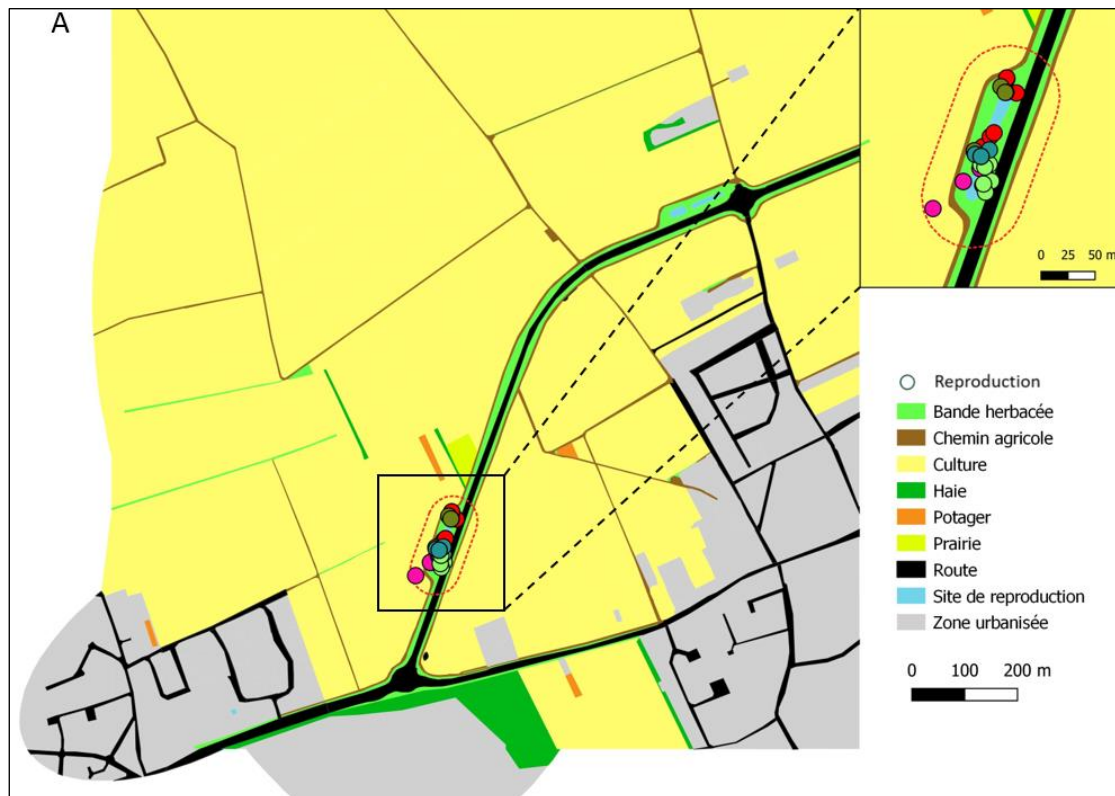 A
0 25 50 m
Reproduction
Bande herbacée
Chemin agricole
Culture
Haie
Potager
Prairie
Route
Site de reproduction
Zone urbanisée
0 100 200 m